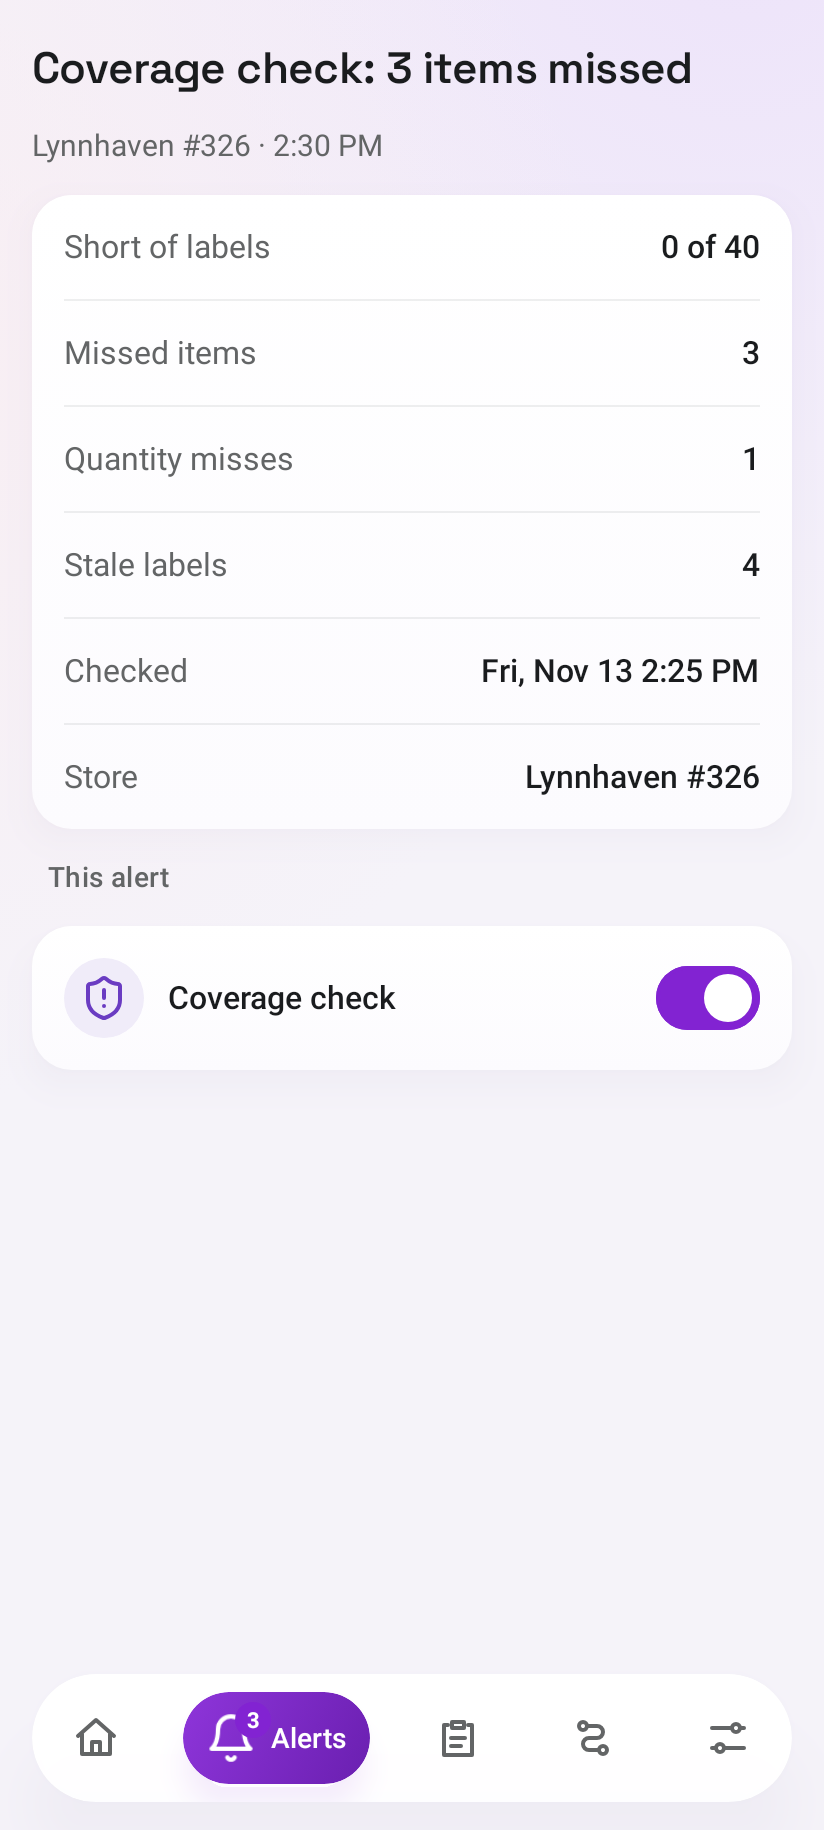 Coverage check: 3 items missed
Lynnhaven #326 · 2:30 PM
Short of labels 0 of 40
Missed items 3
Quantity misses 1
Stale labels 4
Checked Fri, Nov 13 2:25 PM
Store Lynnhaven #326
This alert
Coverage check
3 Alerts